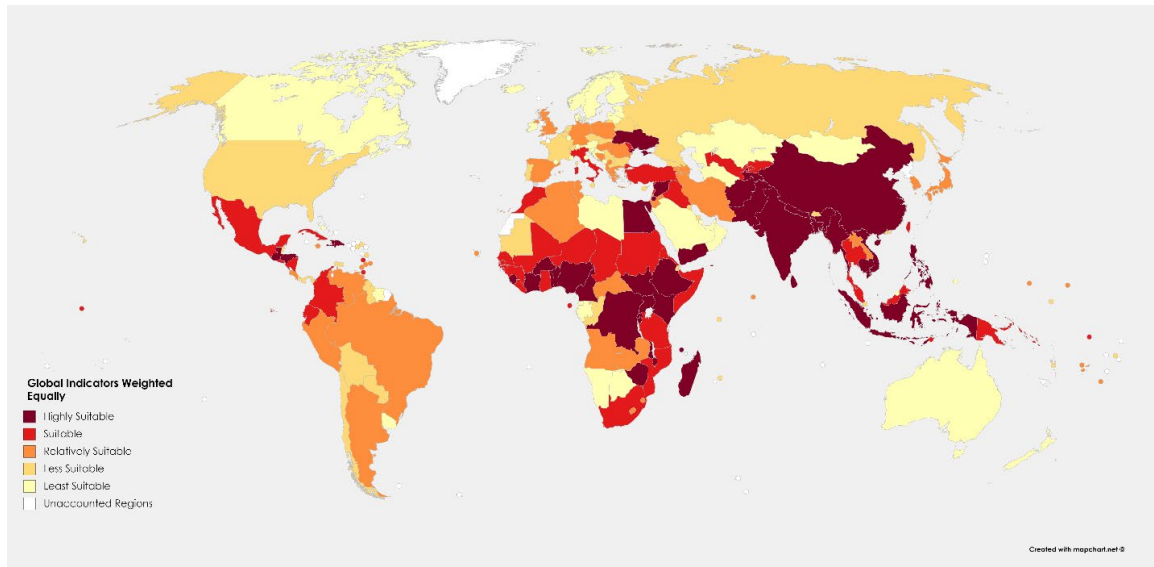 Global Indicators Weighted
Equally
Highly Suitable
Suitable
Relatively Suitable
Less Suitable
Least Suitable
Unaccounted Regions
Created with mapchart.net ©